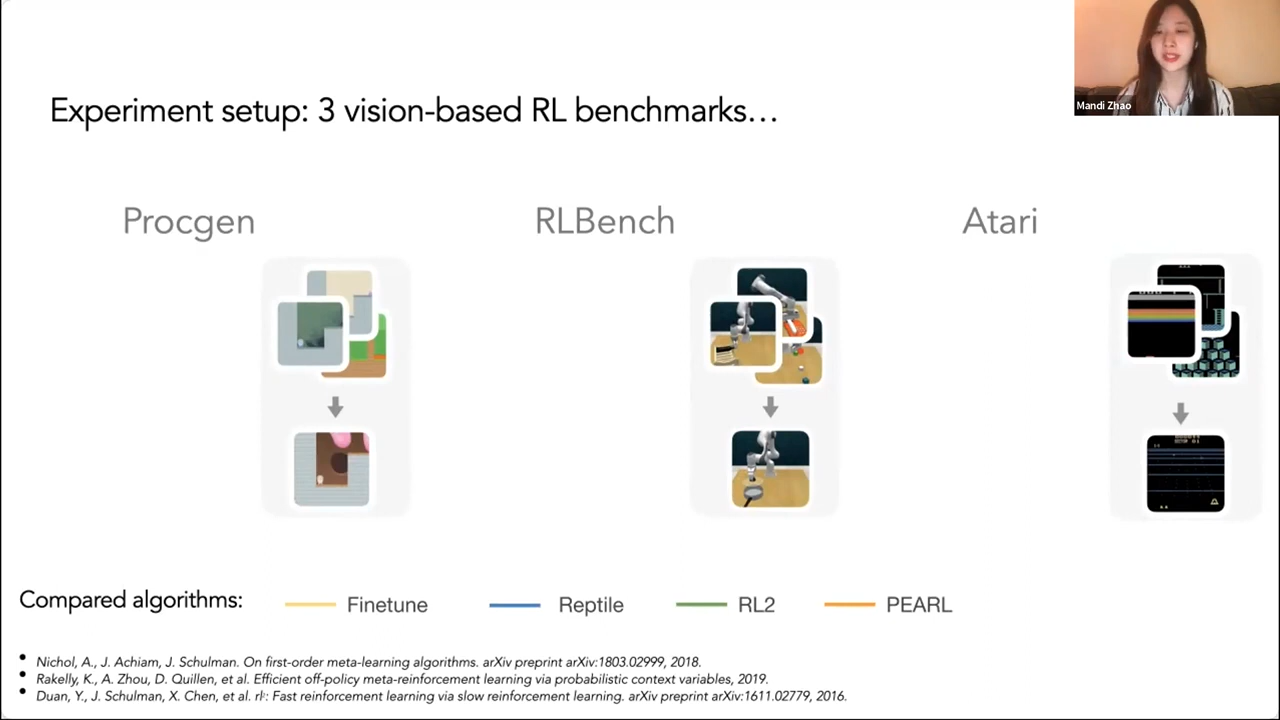 Mandi Zhao
Experiment setup: 3 vision-based RL benchmarks…
Procgen
RLBench
Atari
Compared algorithms:
Finetune
Reptile
RL2
PEARL
• Nichol, A., J. Achiam, J. Schulman. On first-order meta-learning algorithms. arXiv preprint arXiv:1803.02999, 2018.
• Rakelly, K., A. Zhou, D. Quillen, et al. Efficient off-policy meta-reinforcement learning via probabilistic context variables, 2019.
• Duan, Y., J. Schulman, X. Chen, et al. rl²: Fast reinforcement learning via slow reinforcement learning. arXiv preprint arXiv:1611.02779, 2016.